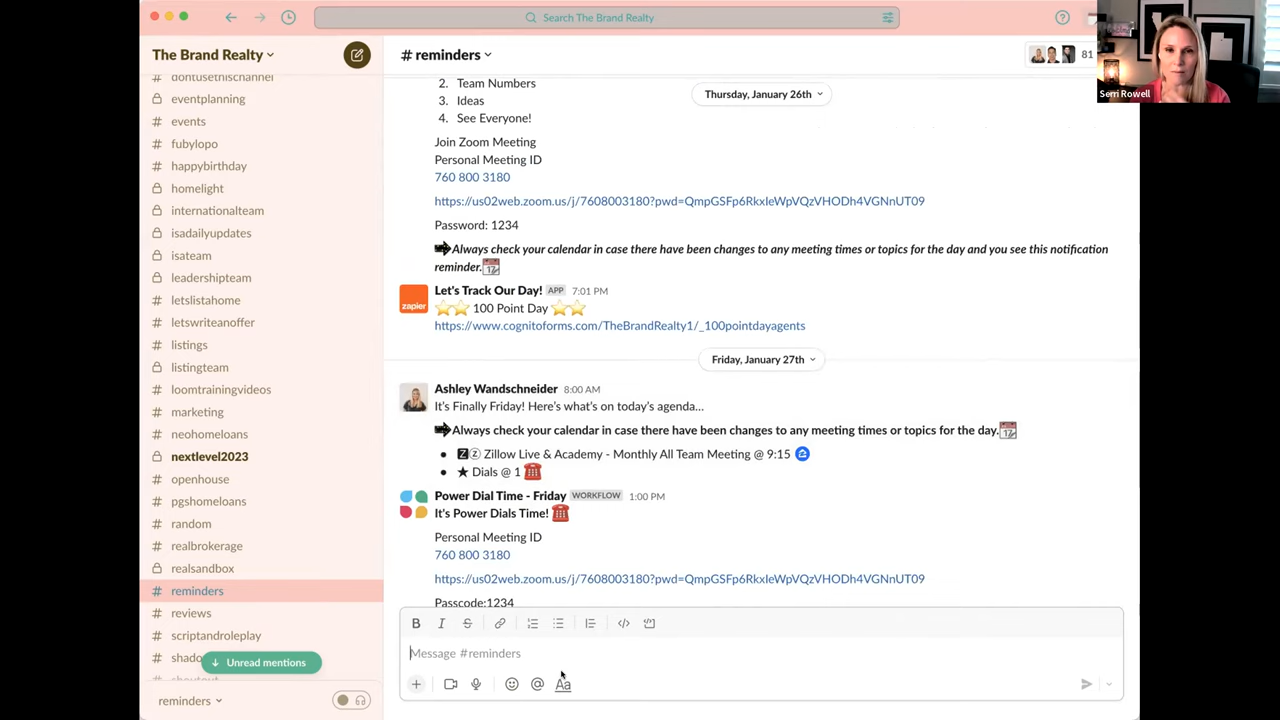 Search The Brand Realty
The Brand Realty
dontusethischannel
eventplanning
# events
# fubylopo
# happybirthday
homelight
# internationalteam
isadailyupdates
isateam
leadershipteam
# letslistahome
# letswriteanoffer
# listings
listingteam
# loomtrainingvideos
# marketing
# neohomeloans
nextlevel2023
# openhouse
# pgshomeloans
# random
# realbrokerage
realsandbox
# reminders
# reviews
# scriptandroleplay
# shado
Unread mentions
reminders
# reminders
81
Serri Rowell
2. Team Numbers
Thursday, January 26th
3. Ideas
4. See Everyone!
Join Zoom Meeting
Personal Meeting ID
760 800 3180
https://us02web.zoom.us/j/7608003180?pwd=QmpGSFp6RkxIeWpVQzVHODh4VGNnUT09
Password: 1234
Always check your calendar in case there have been changes to any meeting times or topics for the day and you see this notification
reminder.
Let's Track Our Day! APP 7:01 PM
zapier
100 Point Day
https://www.cognitoforms.com/TheBrandRealty1/_100pointdayagents
Friday, January 27th
Ashley Wandschneider 8:00 AM
It's Finally Friday! Here's what's on today's agenda...
Always check your calendar in case there have been changes to any meeting times or topics for the day.
• Zillow Live & Academy - Monthly All Team Meeting @ 9:15
• ★ Dials @ 1
Power Dial Time - Friday WORKFLOW 1:00 PM
It's Power Dials Time!
Personal Meeting ID
760 800 3180
https://us02web.zoom.us/j/7608003180?pwd=QmpGSFp6RkxIeWpVQzVHODh4VGNnUT09
Passcode:1234
Message #reminders
Aa